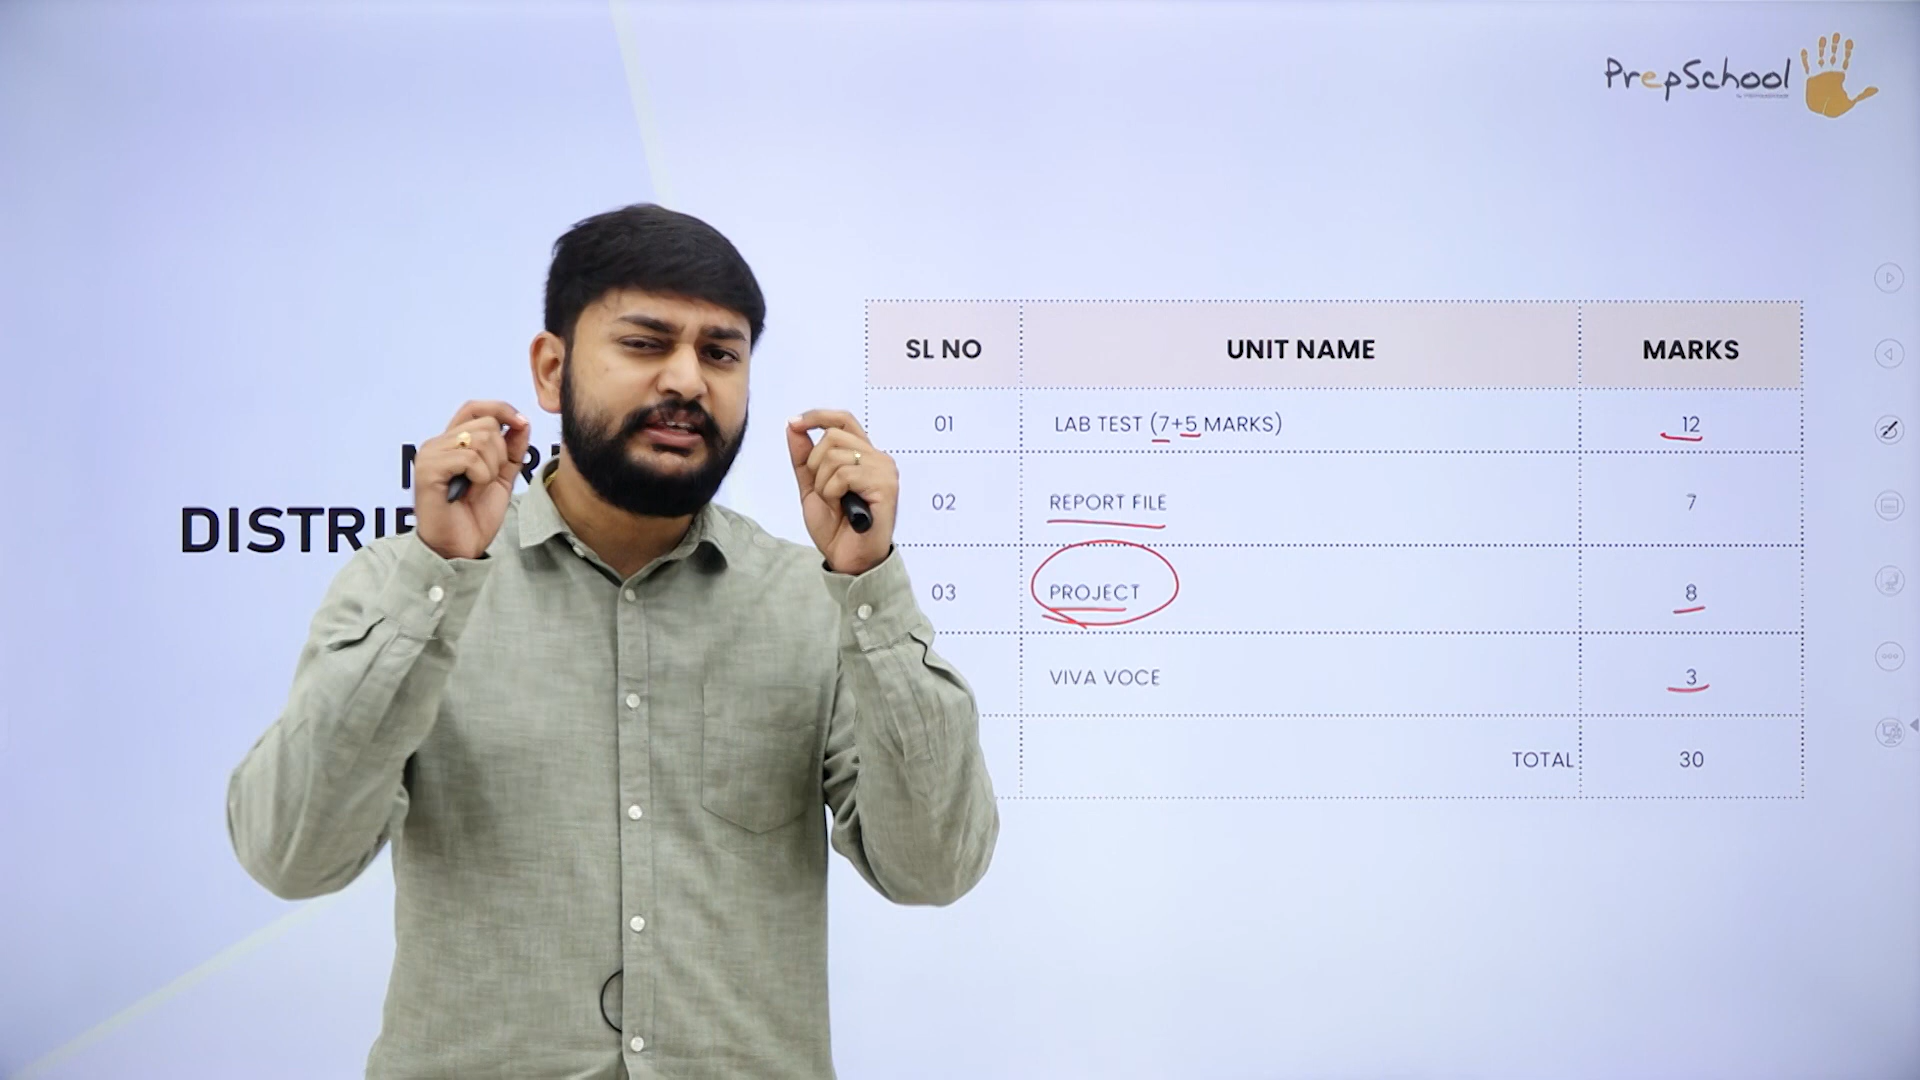 PrepSchool
DISTRI
SL NO UNIT NAME MARKS
01 LAB TEST (7+5 MARKS) 12
02 REPORT FILE 7
03 PROJECT 8
VIVA VOCE 3
TOTAL 30